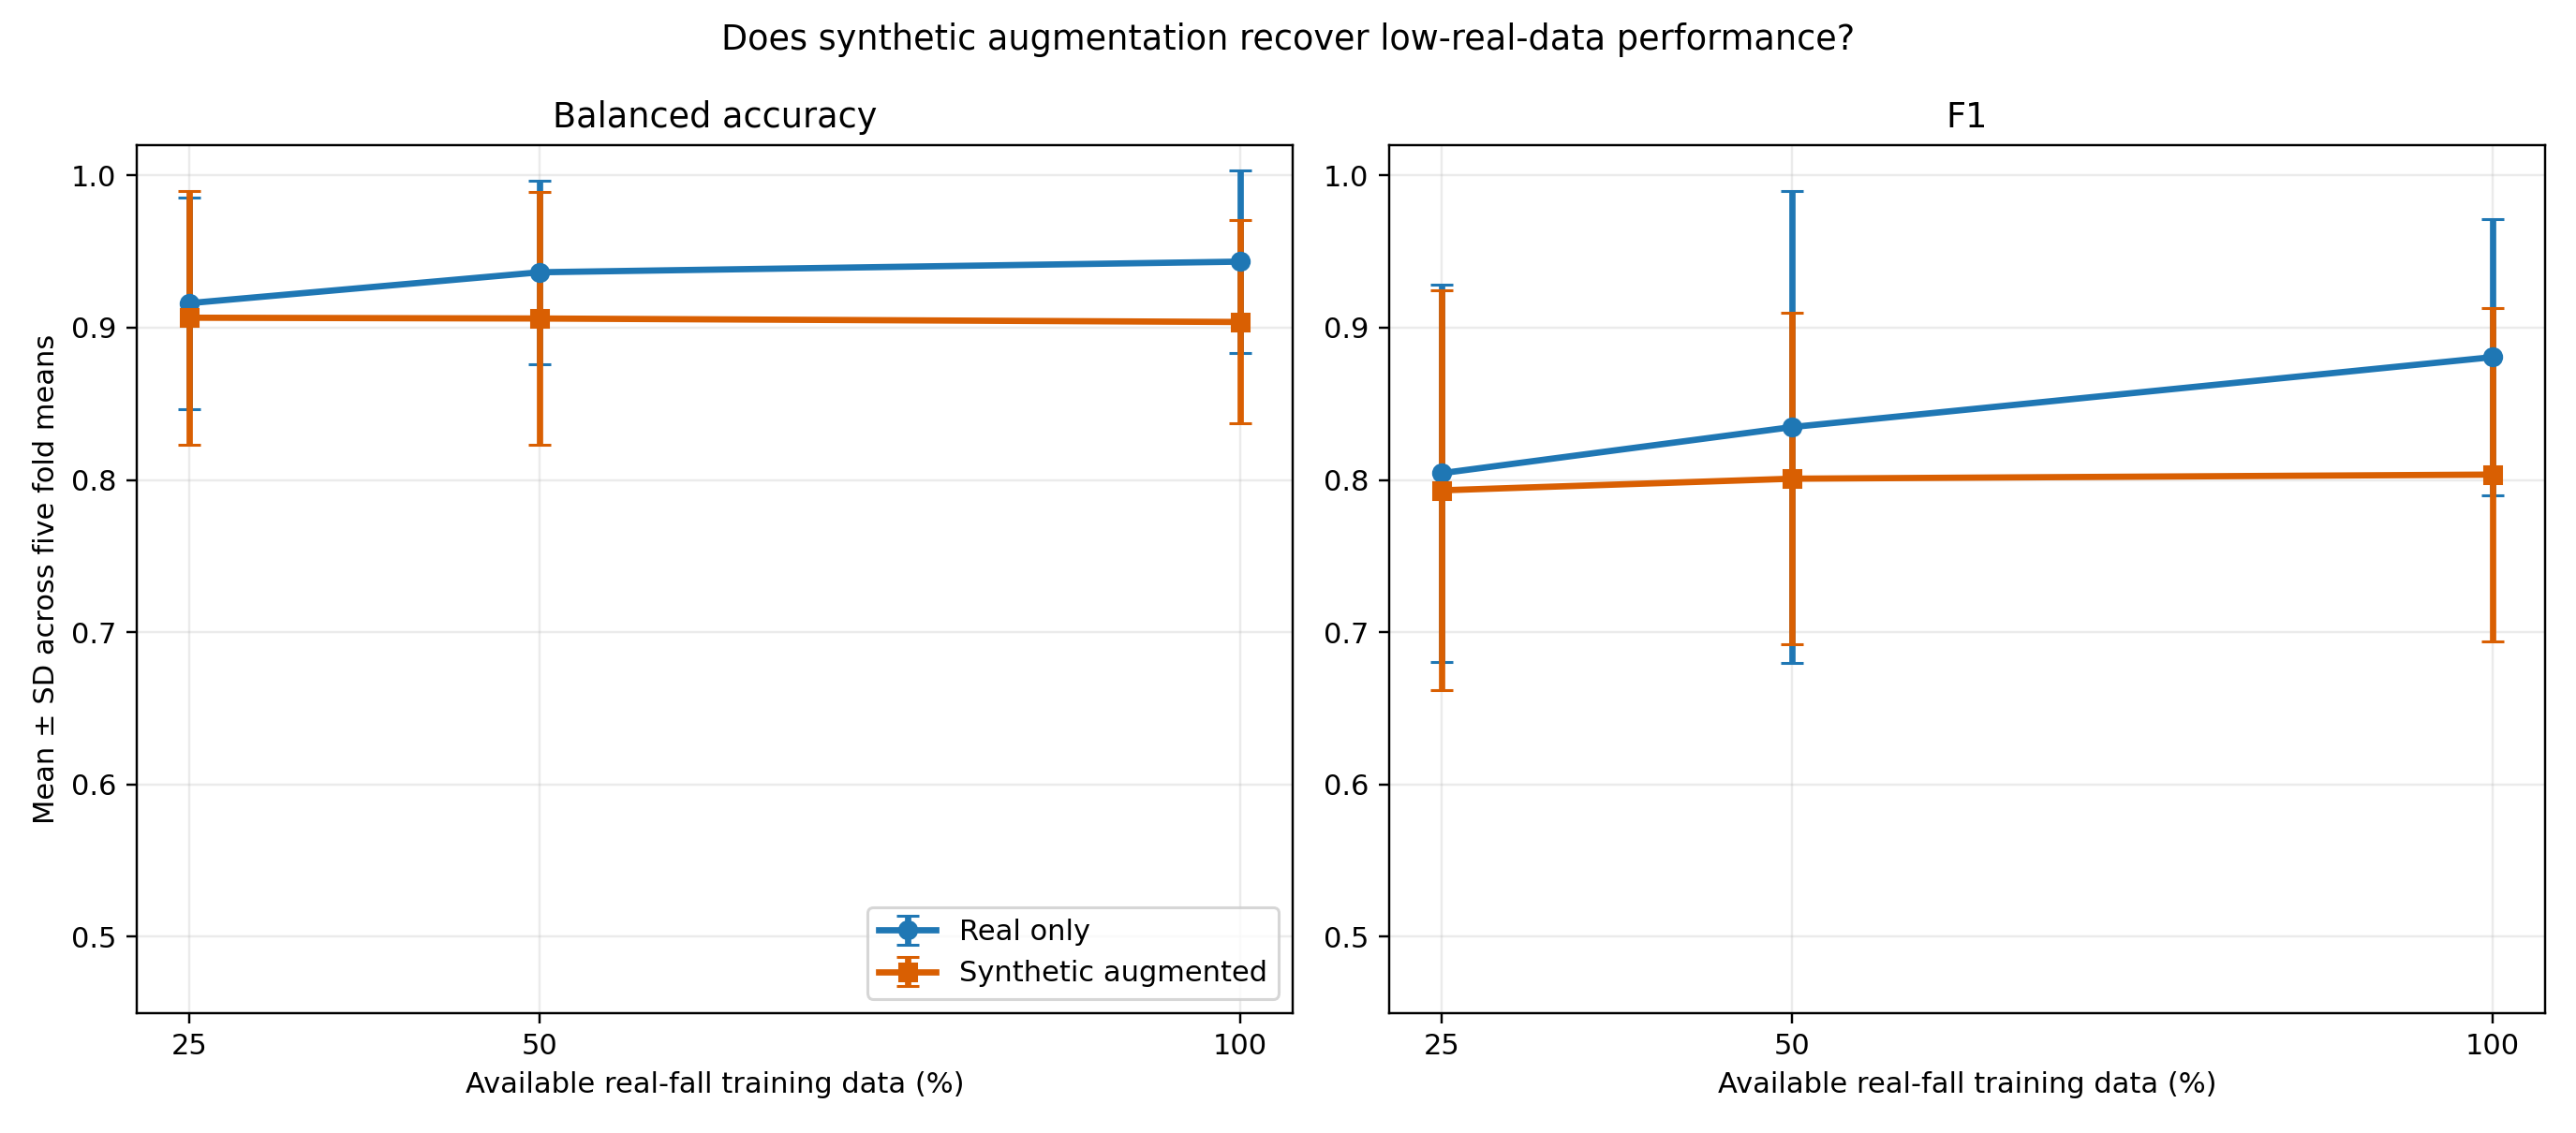 Does synthetic augmentation recover low-real-data performance?
Balanced accuracy
Mean ± SD across five fold means
1.0
0.9
0.8
0.7
0.6
0.5
Real only
Synthetic augmented
25
50
100
Available real-fall training data (%)
F1
1.0
0.9
0.8
0.7
0.6
0.5
25
50
100
Available real-fall training data (%)